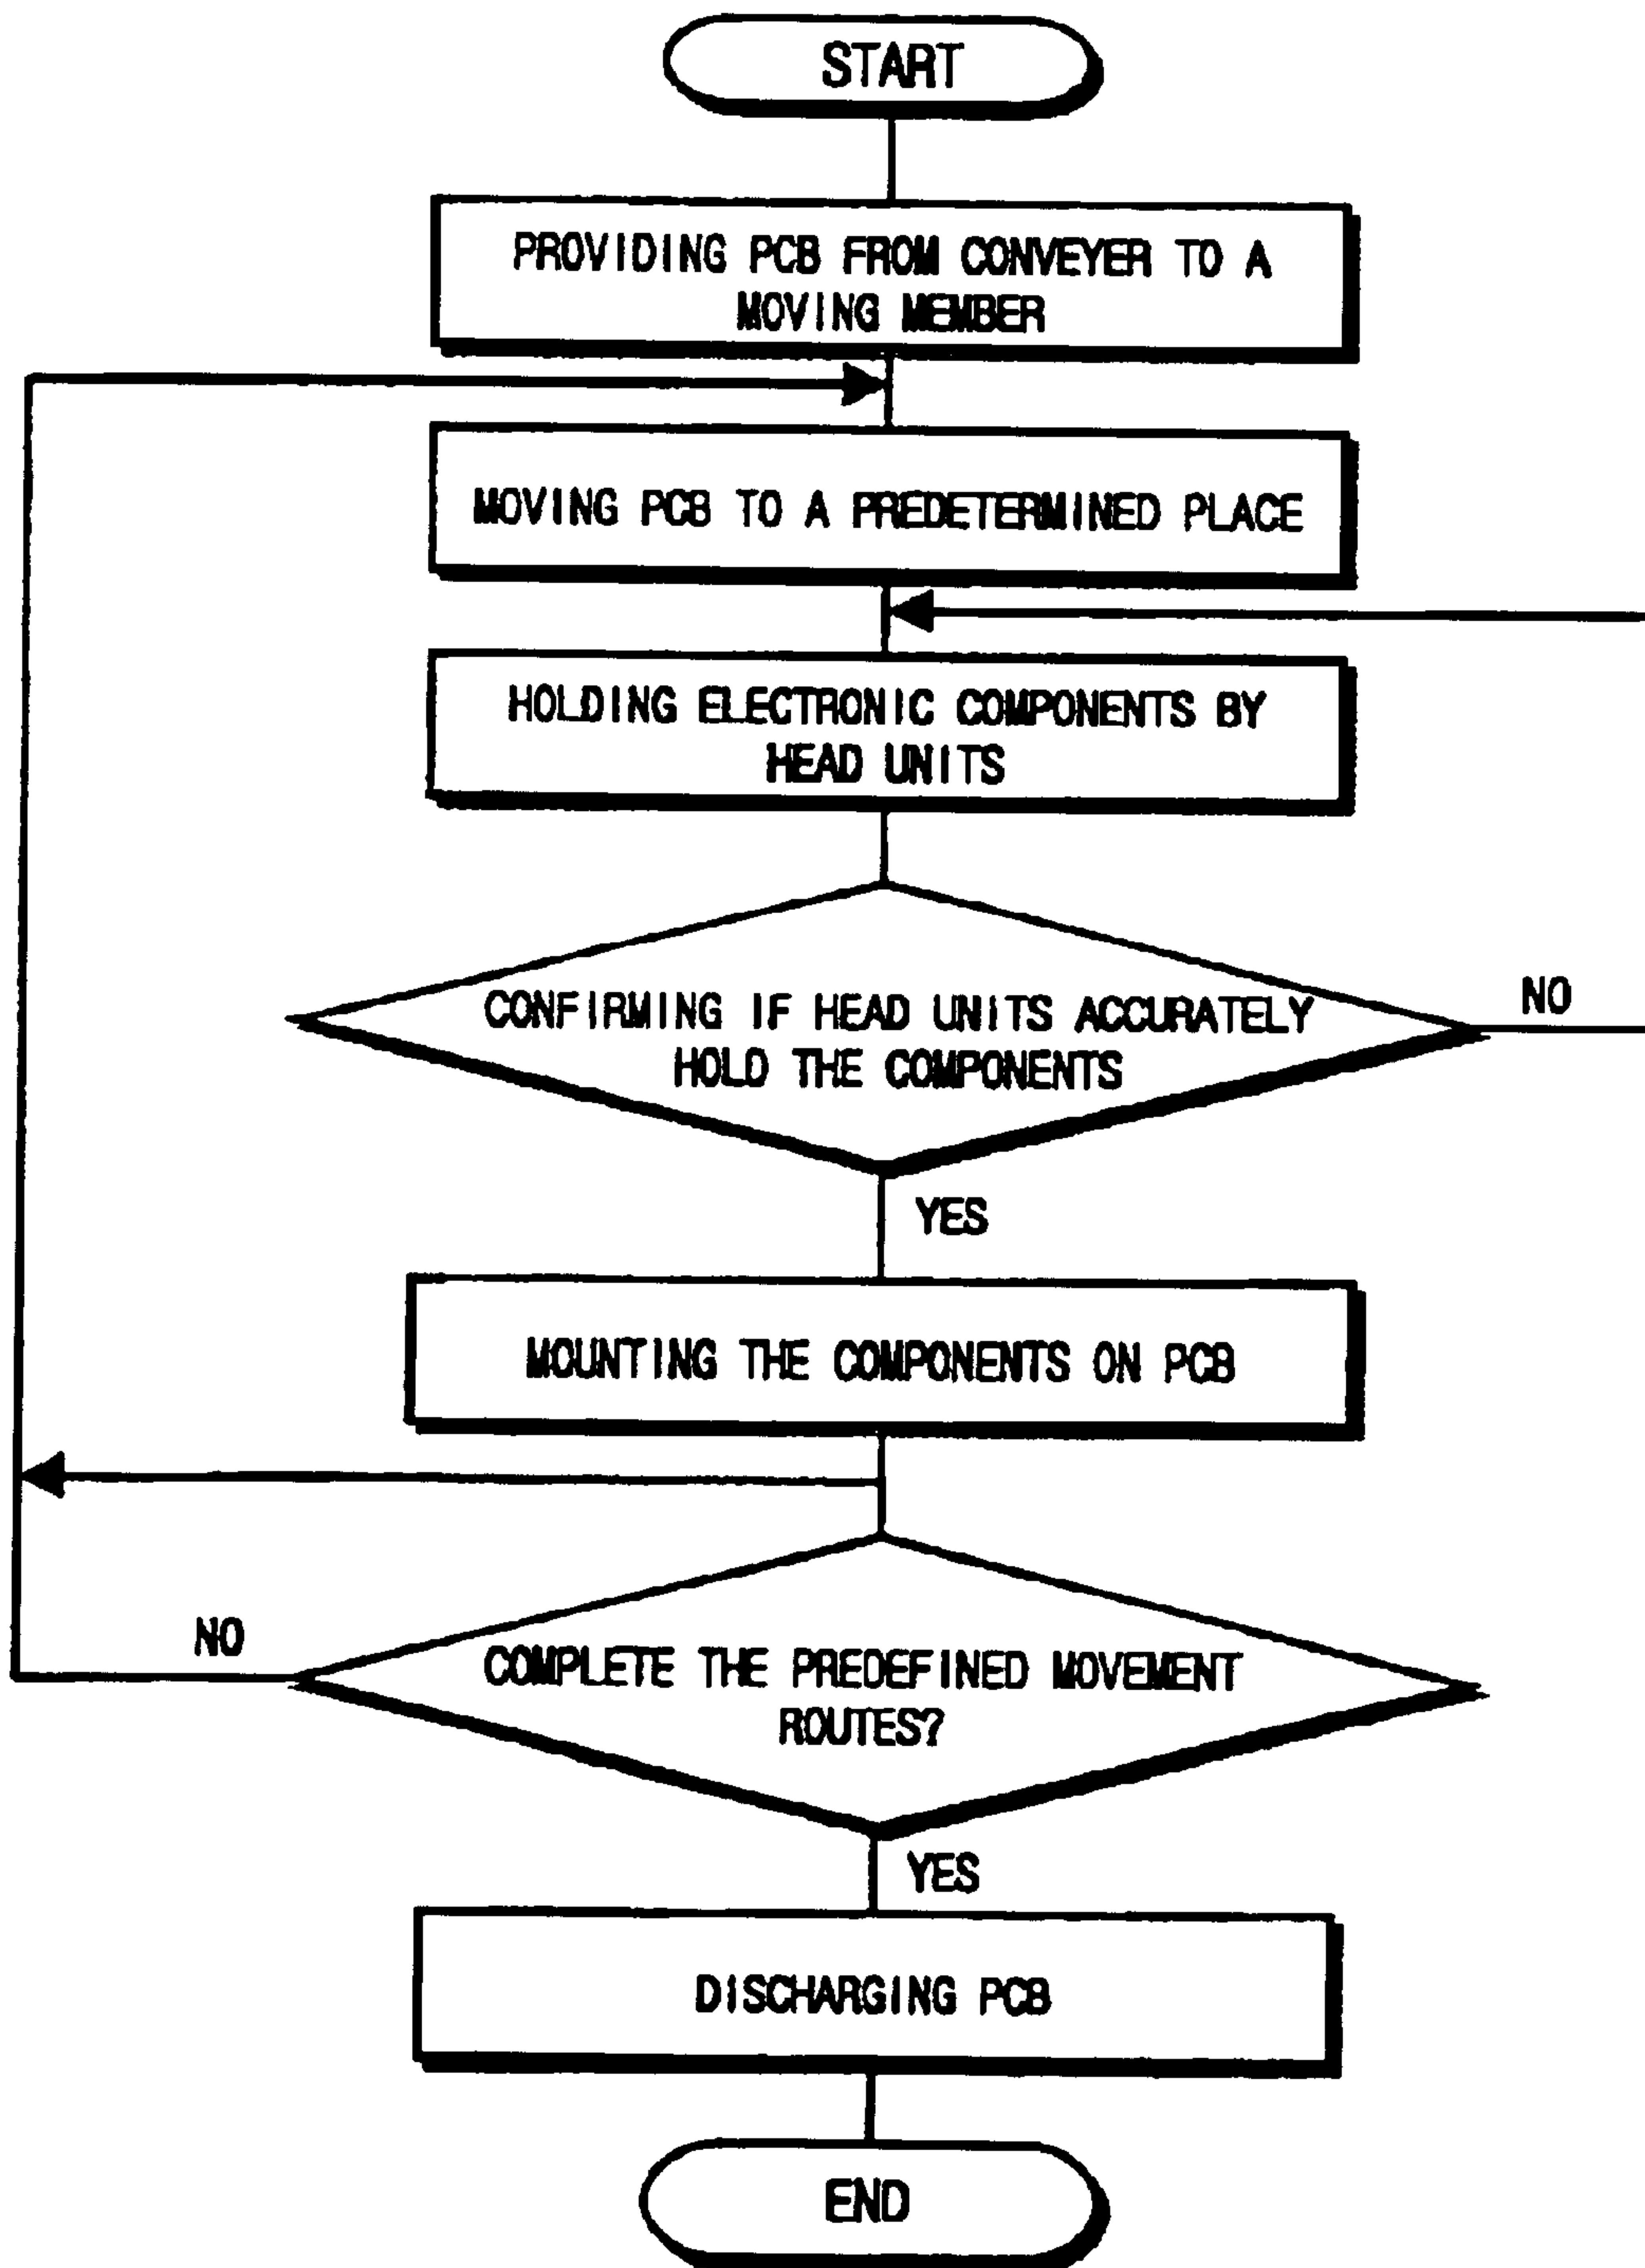 START
PROVIDING PCB FROM CONVEYER TO A
MOVING MEMBER
MOVING PCB TO A PREDETERMINED PLACE
HOLDING ELECTRONIC COMPONENTS BY
HEAD UNITS
CONFIRMING IF HEAD UNITS ACCURATELY
HOLD THE COMPONENTS
NO
YES
MOUNTING THE COMPONENTS ON PCB
NO
COMPLETE THE PREDEFINED MOVEMENT
ROUTES?
YES
DISCHARGING PCB
END